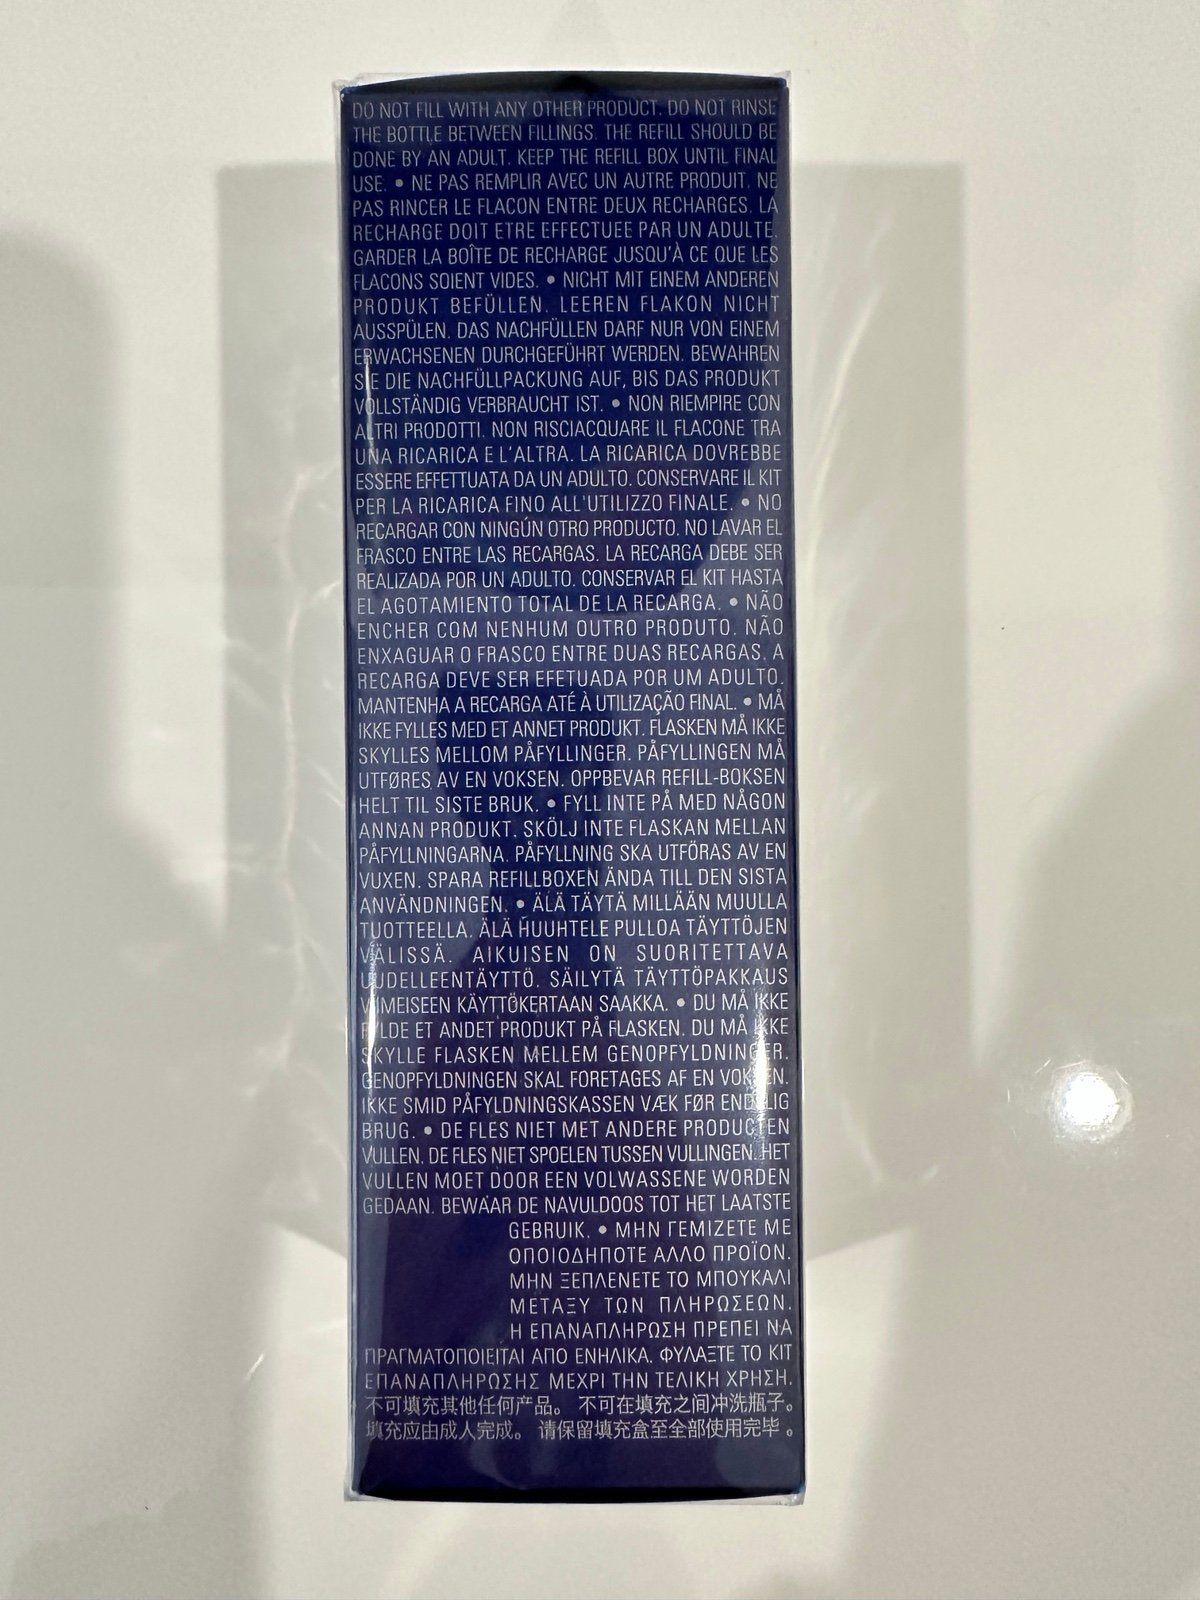 DO NOT FILL WITH ANY OTHER PRODUCT. DO NOT RINSE
THE BOTTLE BETWEEN FILLINGS. THE REFILL SHOULD BE
DONE BY AN ADULT. KEEP THE REFILL BOX UNTIL FINAL
USE. • NE PAS REMPLIR AVEC UN AUTRE PRODUIT. NE
PAS RINCER LE FLACON ENTRE DEUX RECHARGES. LA
RECHARGE DOIT ETRE EFFECTUEE PAR UN ADULTE.
GARDER LA BOÎTE DE RECHARGE JUSQU'À CE QUE LES
FLACONS SOIENT VIDES. • NICHT MIT EINEM ANDEREN
PRODUKT BEFÜLLEN. LEEREN FLAKON NICHT
AUSSPÜLEN. DAS NACHFÜLLEN DARF NUR VON EINEM
ERWACHSENEN DURCHGEFÜHRT WERDEN. BEWAHREN
SIE DIE NACHFÜLLPACKUNG AUF, BIS DAS PRODUKT
VOLLSTÄNDIG VERBRAUCHT IST. • NON RIEMPIRE CON
ALTRI PRODOTTI. NON RISCIACQUARE IL FLACONE TRA
UNA RICARICA E L'ALTRA. LA RICARICA DOVREBBE
ESSERE EFFETTUATA DA UN ADULTO. CONSERVARE IL KIT
PER LA RICARICA FINO ALL'UTILIZZO FINALE. • NO
RECARGAR CON NINGÚN OTRO PRODUCTO. NO LAVAR EL
FRASCO ENTRE LAS RECARGAS. LA RECARGA DEBE SER
REALIZADA POR UN ADULTO. CONSERVAR EL KIT HASTA
EL AGOTAMIENTO TOTAL DE LA RECARGA. • NÃO
ENCHER COM NENHUM OUTRO PRODUTO. NÃO
ENXAGUAR O FRASCO ENTRE DUAS RECARGAS. A
RECARGA DEVE SER EFETUADA POR UM ADULTO.
MANTENHA A RECARGA ATÉ À UTILIZAÇÃO FINAL. • MÅ
IKKE FYLLES MED ET ANNET PRODUKT. FLASKEN MÅ IKKE
SKYLLES MELLOM PÅFYLLINGER. PÅFYLLINGEN MÅ
UTFØRES AV EN VOKSEN. OPPBEVAR REFILL-BOKSEN
HELT TIL SISTE BRUK. • FYLL INTE PÅ MED NÅGON
ANNAN PRODUKT. SKÖLJ INTE FLASKAN MELLAN
PÅFYLLNINGARNA. PÅFYLLNING SKA UTFÖRAS AV EN
VUXEN. SPARA REFILLBOXEN ÄNDA TILL DEN SISTA
ANVÄNDNINGEN. • ÄLÄ TÄYTÄ MILLÄÄN MUULLA
TUOTTEELLA. ÄLÄ HUUHTELE PULLOA TÄYTTÖJEN
VÄLISSÄ. AIKUISEN ON SUORITETTAVA
UUDELLEENTÄYTTÖ. SÄILYTÄ TÄYTTÖPAKKAUS
VIIMEISEEN KÄYTTÖKERTAAN SAAKKA. • DU MÅ IKKE
FYLDE ET ANDET PRODUKT PÅ FLASKEN. DU MÅ IKKE
SKYLLE FLASKEN MELLEM GENOPFYLDNINGER.
GENOPFYLDNINGEN SKAL FORETAGES AF EN VOKSEN.
IKKE SMID PÅFYLDNINGSKASSEN VÆK FØR ENDELIG
BRUG. • DE FLES NIET MET ANDERE PRODUCTEN
VULLEN. DE FLES NIET SPOELEN TUSSEN VULLINGEN. HET
VULLEN MOET DOOR EEN VOLWASSENE WORDEN
GEDAAN. BEWAAR DE NAVULDOOS TOT HET LAATSTE
GEBRUIK. • ΜΗΝ ΓΕΜΙΖΕΤΕ ΜΕ
ΟΠΟΙΟΔΗΠΟΤΕ ΑΛΛΟ ΠΡΟΪΟΝ.
ΜΗΝ ΞΕΠΛΕΝΕΤΕ ΤΟ ΜΠΟΥΚΑΛΙ
ΜΕΤΑΞΥ ΤΩΝ ΠΛΗΡΩΣΕΩΝ.
Η ΕΠΑΝΑΠΛΗΡΩΣΗ ΠΡΕΠΕΙ ΝΑ
ΠΡΑΓΜΑΤΟΠΟΙΕΙΤΑΙ ΑΠΟ ΕΝΗΛΙΚΑ. ΦΥΛΑΞΤΕ ΤΟ ΚΙΤ
ΕΠΑΝΑΠΛΗΡΩΣΗΣ ΜΕΧΡΙ ΤΗΝ ΤΕΛΙΚΗ ΧΡΗΣΗ.
不可填充其他任何产品。 不可在填充之间冲洗瓶子。
填充应由成人完成。 请保留填充盒至全部使用完毕。